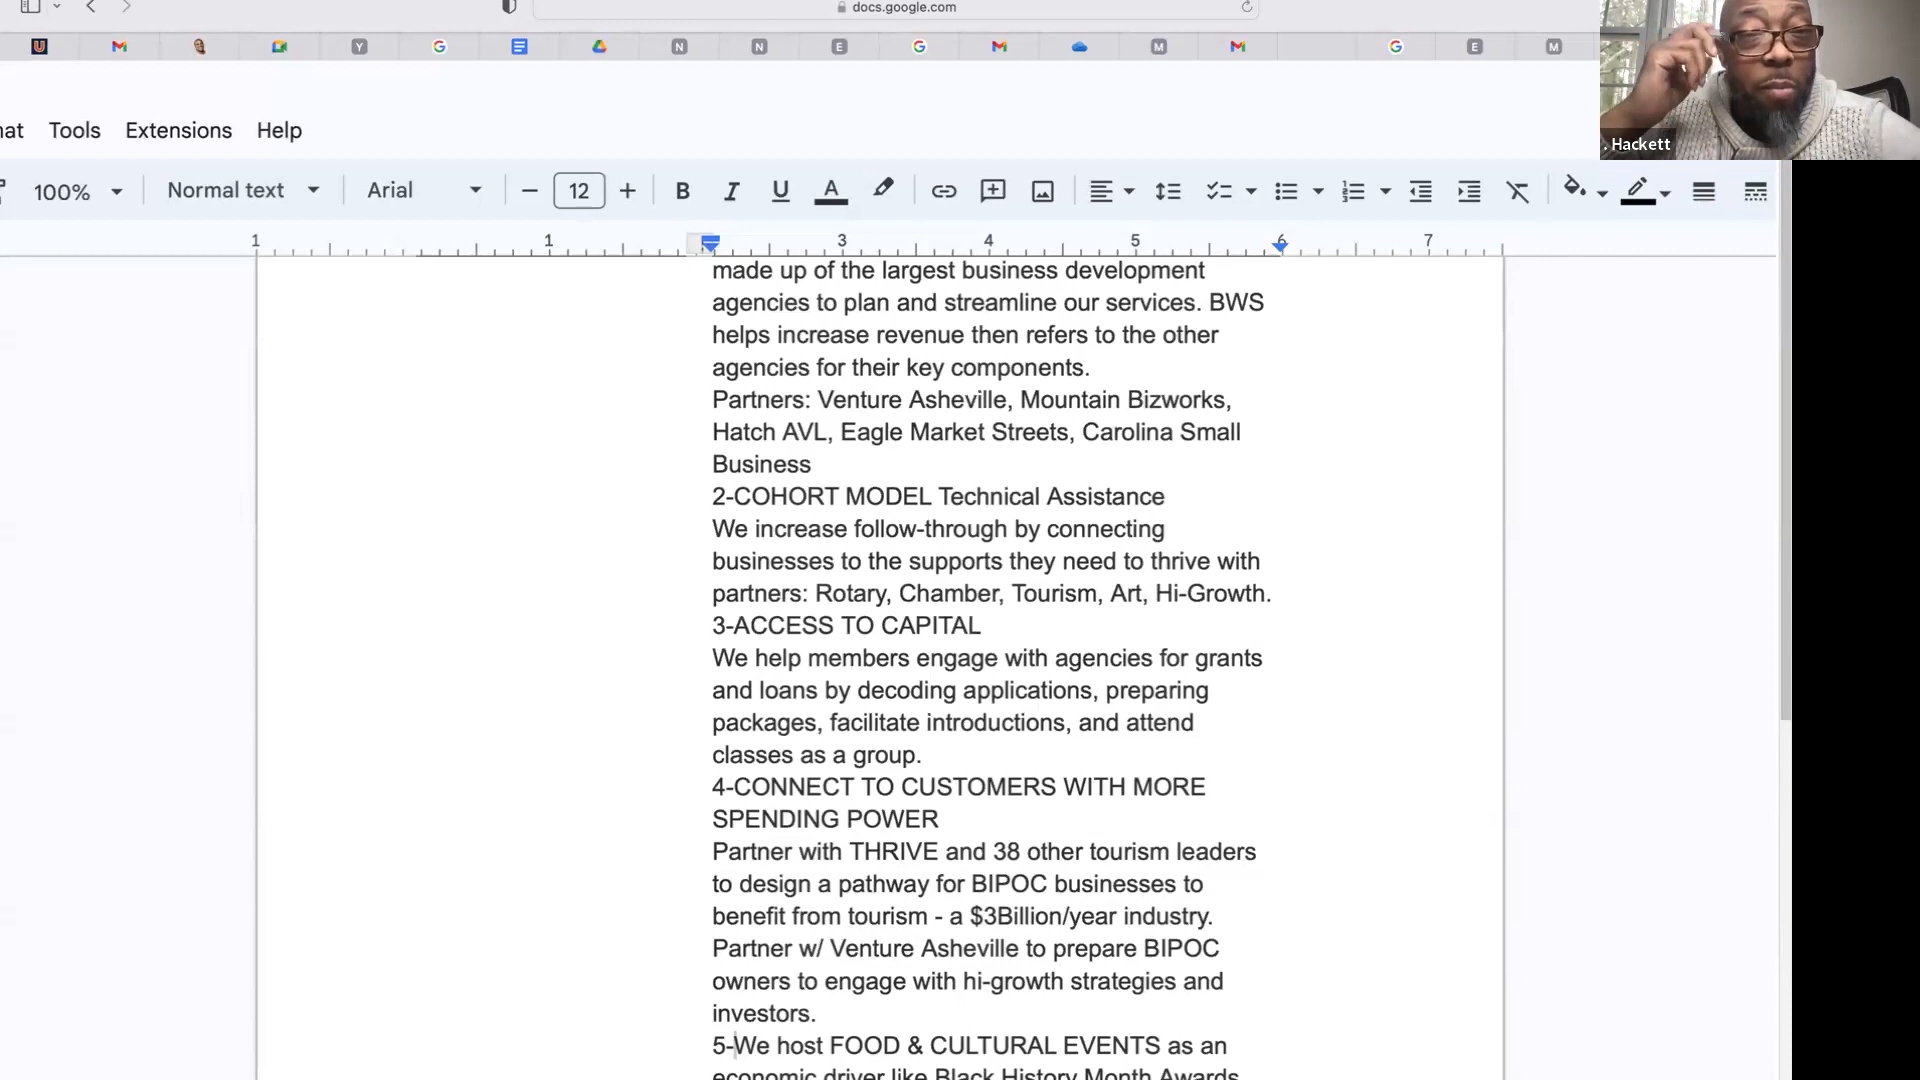 docs.google.com
Y
N
N
E
M
E
M
Tools Extensions Help
100% Normal text Arial 12 B I U A
1 1 3 4 5 6 7
. Hackett
made up of the largest business development
agencies to plan and streamline our services. BWS
helps increase revenue then refers to the other
agencies for their key components.
Partners: Venture Asheville, Mountain Bizworks,
Hatch AVL, Eagle Market Streets, Carolina Small
Business
2-COHORT MODEL Technical Assistance
We increase follow-through by connecting
businesses to the supports they need to thrive with
partners: Rotary, Chamber, Tourism, Art, Hi-Growth.
3-ACCESS TO CAPITAL
We help members engage with agencies for grants
and loans by decoding applications, preparing
packages, facilitate introductions, and attend
classes as a group.
4-CONNECT TO CUSTOMERS WITH MORE
SPENDING POWER
Partner with THRIVE and 38 other tourism leaders
to design a pathway for BIPOC businesses to
benefit from tourism - a $3Billion/year industry.
Partner w/ Venture Asheville to prepare BIPOC
owners to engage with hi-growth strategies and
investors.
5-We host FOOD & CULTURAL EVENTS as an
economic driver like Black History Month Awards